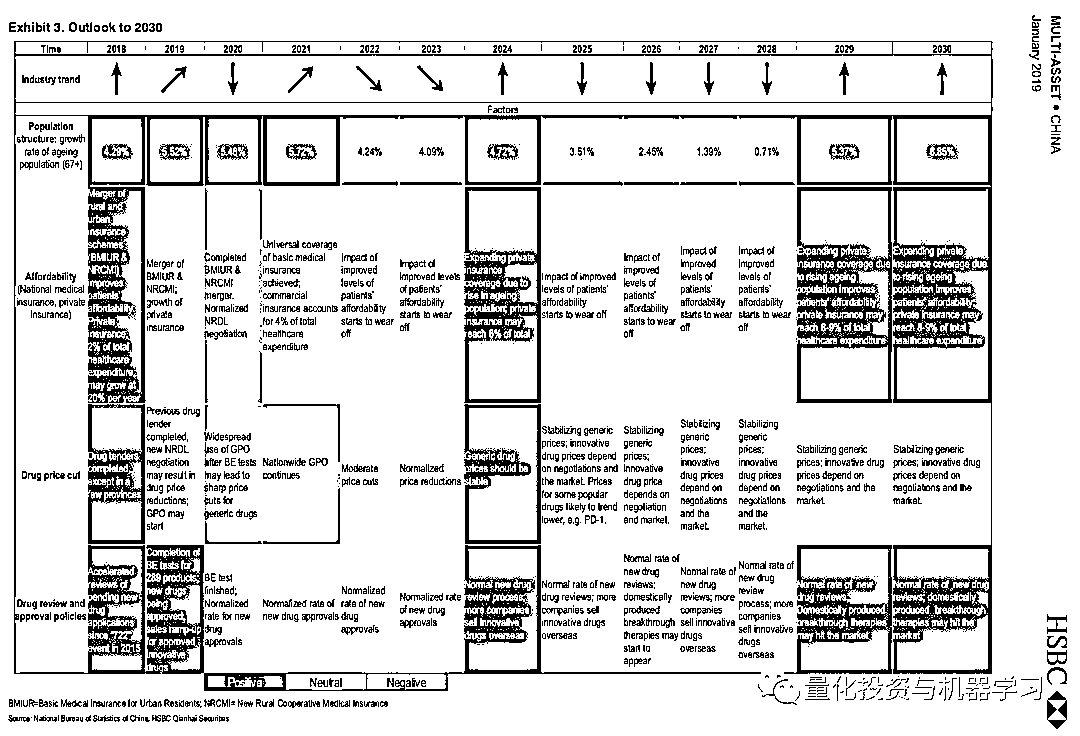 Exhibit 3. Outlook to 2030
MULTI-ASSET • CHINA
January 2019
Time 2018 2019 2020 2021 2022 2023 2024 2025 2026 2027 2028 2029 2030
Industry trend
Factors
Population
structure: growth
rate of ageing
population (67+)
5.52%
5.72%
4.24%
4.09%
4.72%
3.51%
2.45%
1.39%
0.71%
Affordability
(National medical
insurance, private
insurance)
Merger of
rural and
urban
insurance
schemes
(BMIUR &
NRCMI)
improves
patients'
affordability.
Private
insurance,
2% of total
healthcare
expenditure,
may grow at
20% per year
Merger of
BMIUR &
NRCMI;
growth of
private
insurance
Completed
BMIUR &
NRCMI
merger.
Normalized
NRDL
negotiation
Universal coverage
of basic medical
insurance
achieved;
commercial
insurance accounts
for 4% of total
healthcare
expenditure
Impact of
improved
levels of
patients'
affordability
starts to wear
off
Impact of
improved levels
of patients'
affordability
starts to wear
off
Expanding private
insurance
coverage due to
rise in ageing
population; private
insurance may
reach 6% of total
Impact of improved
levels of patients'
affordability
starts to wear off
Impact of
improved
levels of
patients'
affordability
starts to wear
off
Impact of
improved
levels of
patients'
affordability
starts to wear
off
Impact of
improved
levels of
patients'
affordability
starts to wear
off
Expanding private
insurance coverage due
to rising ageing
population improves
patients' affordability,
private insurance may
reach 8-9% of total
healthcare expenditure
Expanding private
insurance coverage due
to rising ageing
population improves
patients' affordability,
private insurance may
reach 8-9% of total
healthcare expenditure
Drug price cut
Drug tenders
completed,
except in a
few provinces
Previous drug
tender
completed,
new NRDL
negotiation
may result in
drug price
reductions;
GPO may
start
Widespread
use of GPO
after BE tests
may lead to
sharp price
cuts for
generic drugs
Nationwide GPO
continues
Moderate
price cuts
Normalized
price reductions
Generic drug
prices should be
stable
Stabilizing generic
prices; innovative
drug prices depend
on negotiations and
the market. Prices
for some popular
drugs likely to trend
lower, e.g. PD-1.
Stabilizing
generic
prices;
innovative
drug price
depends on
negotiation
and market.
Stabilizing
generic
prices;
innovative
drug prices
depend on
negotiations
and the
market.
Stabilizing
generic
prices;
innovative
drug prices
depend on
negotiations
and the
market.
Stabilizing generic
prices; innovative drug
prices depend on
negotiations and the
market.
Stabilizing generic
prices; innovative drug
prices depend on
negotiations and the
market.
Drug review and
approval policies
Accelerated
reviews of
pending new
drug
applications
since "722"
event in 2015
Completion of
BE tests for
289 products;
new drugs
being
approved,
sales ramp-up
for approved
innovative
drugs
BE test
finished;
Normalized
rate for new
drug
approvals
Normalized rate of
new drug approvals
Normalized
rate of new
drug
approvals
Normalized rate
of new drug
approvals
Normal new drug
review process;
more companies
sell innovative
drugs overseas
Normal rate of new
drug reviews; more
companies sell
innovative drugs
overseas
Normal rate of
new drug
reviews;
domestically
produced
breakthrough
therapies may
start to
appear
Normal rate of
new drug
reviews; more
companies
sell innovative
drugs
overseas
Normal rate of
new drug
review
process; more
companies
sell innovative
drugs
overseas
Normal rate of new
drug reviews;
Domestically produced
breakthrough therapies
may hit the market
Normal rate of new drug
reviews; domestically
produced breakthrough
therapies may hit the
market
Positive Neutral Negative
BMIUR=Basic Medical Insurance for Urban Residents; NRCMI= New Rural Cooperative Medical Insurance
Source: National Bureau of Statistics of China, HSBC Qianhai Securities
量化投资与机器学习
HSBC